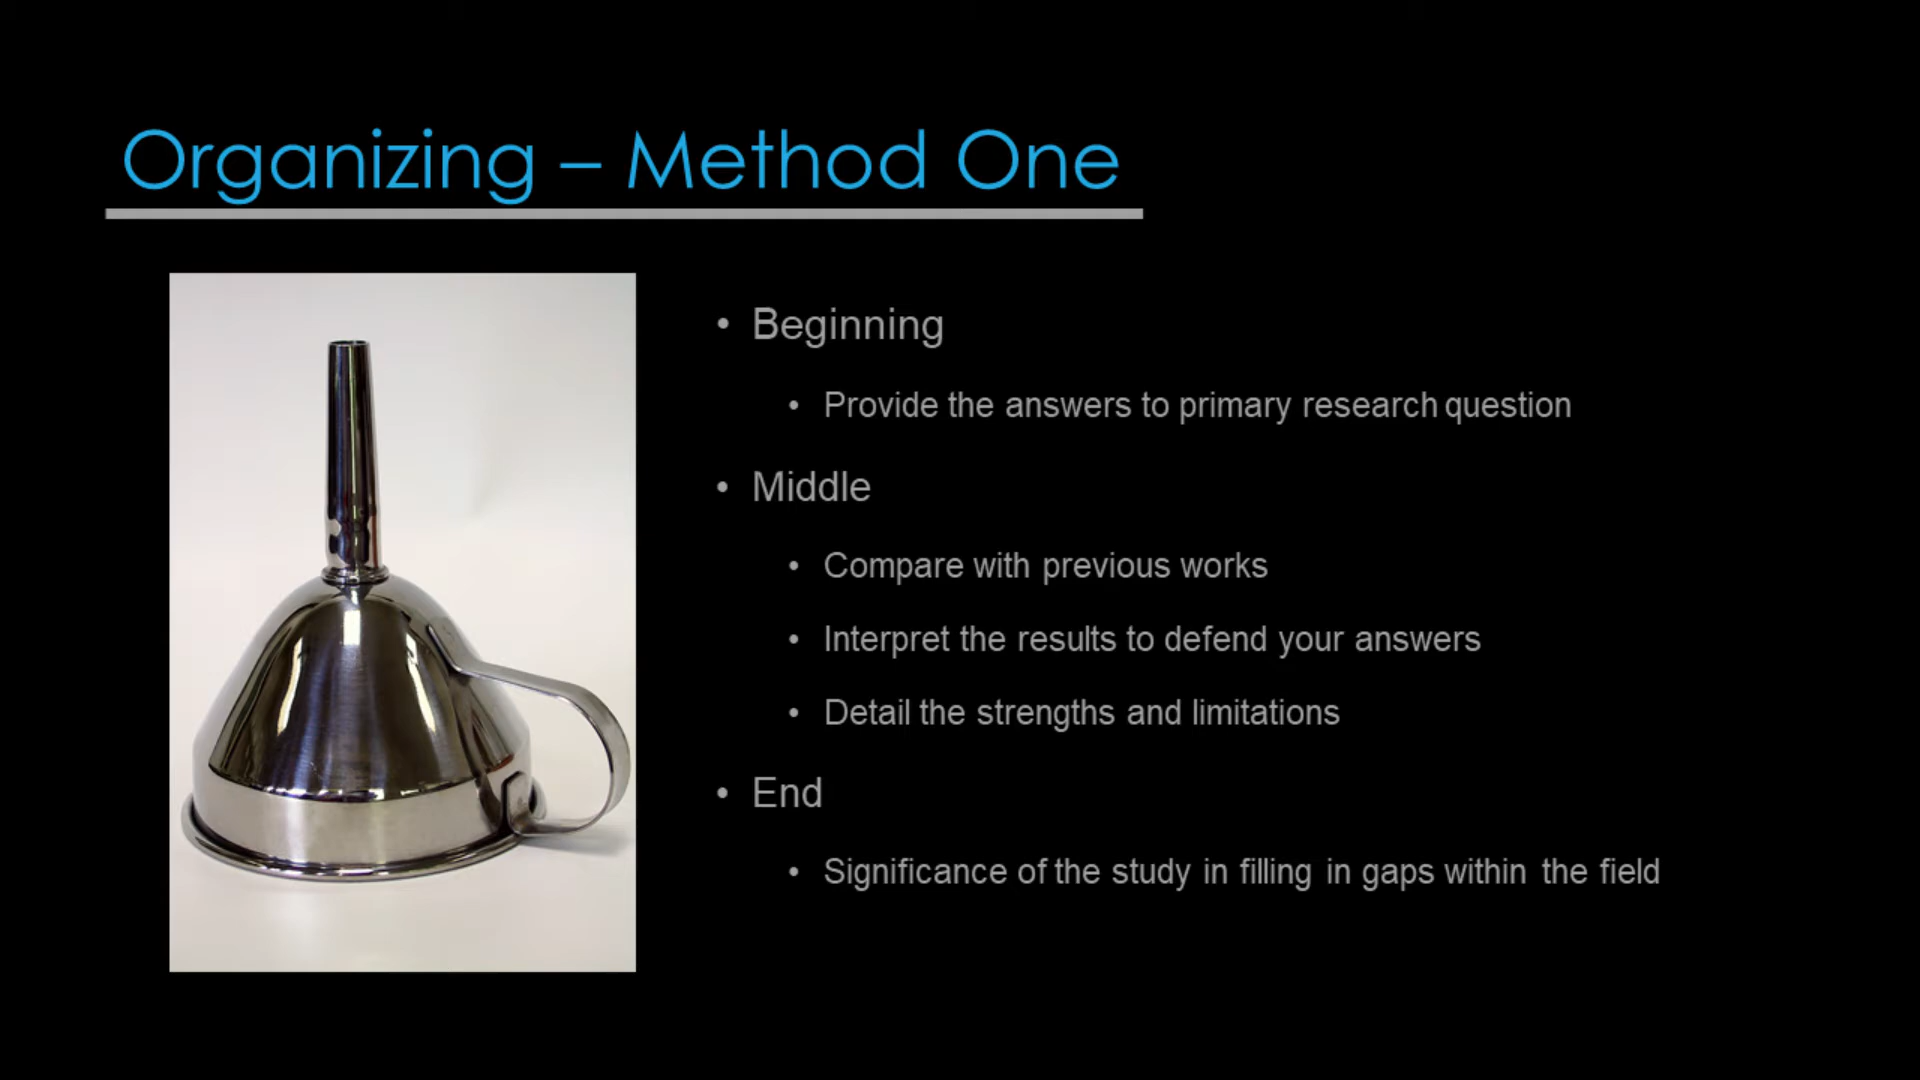 Organizing – Method One
• Beginning
• Provide the answers to primary research question
• Middle
• Compare with previous works
• Interpret the results to defend your answers
• Detail the strengths and limitations
• End
• Significance of the study in filling in gaps within the field